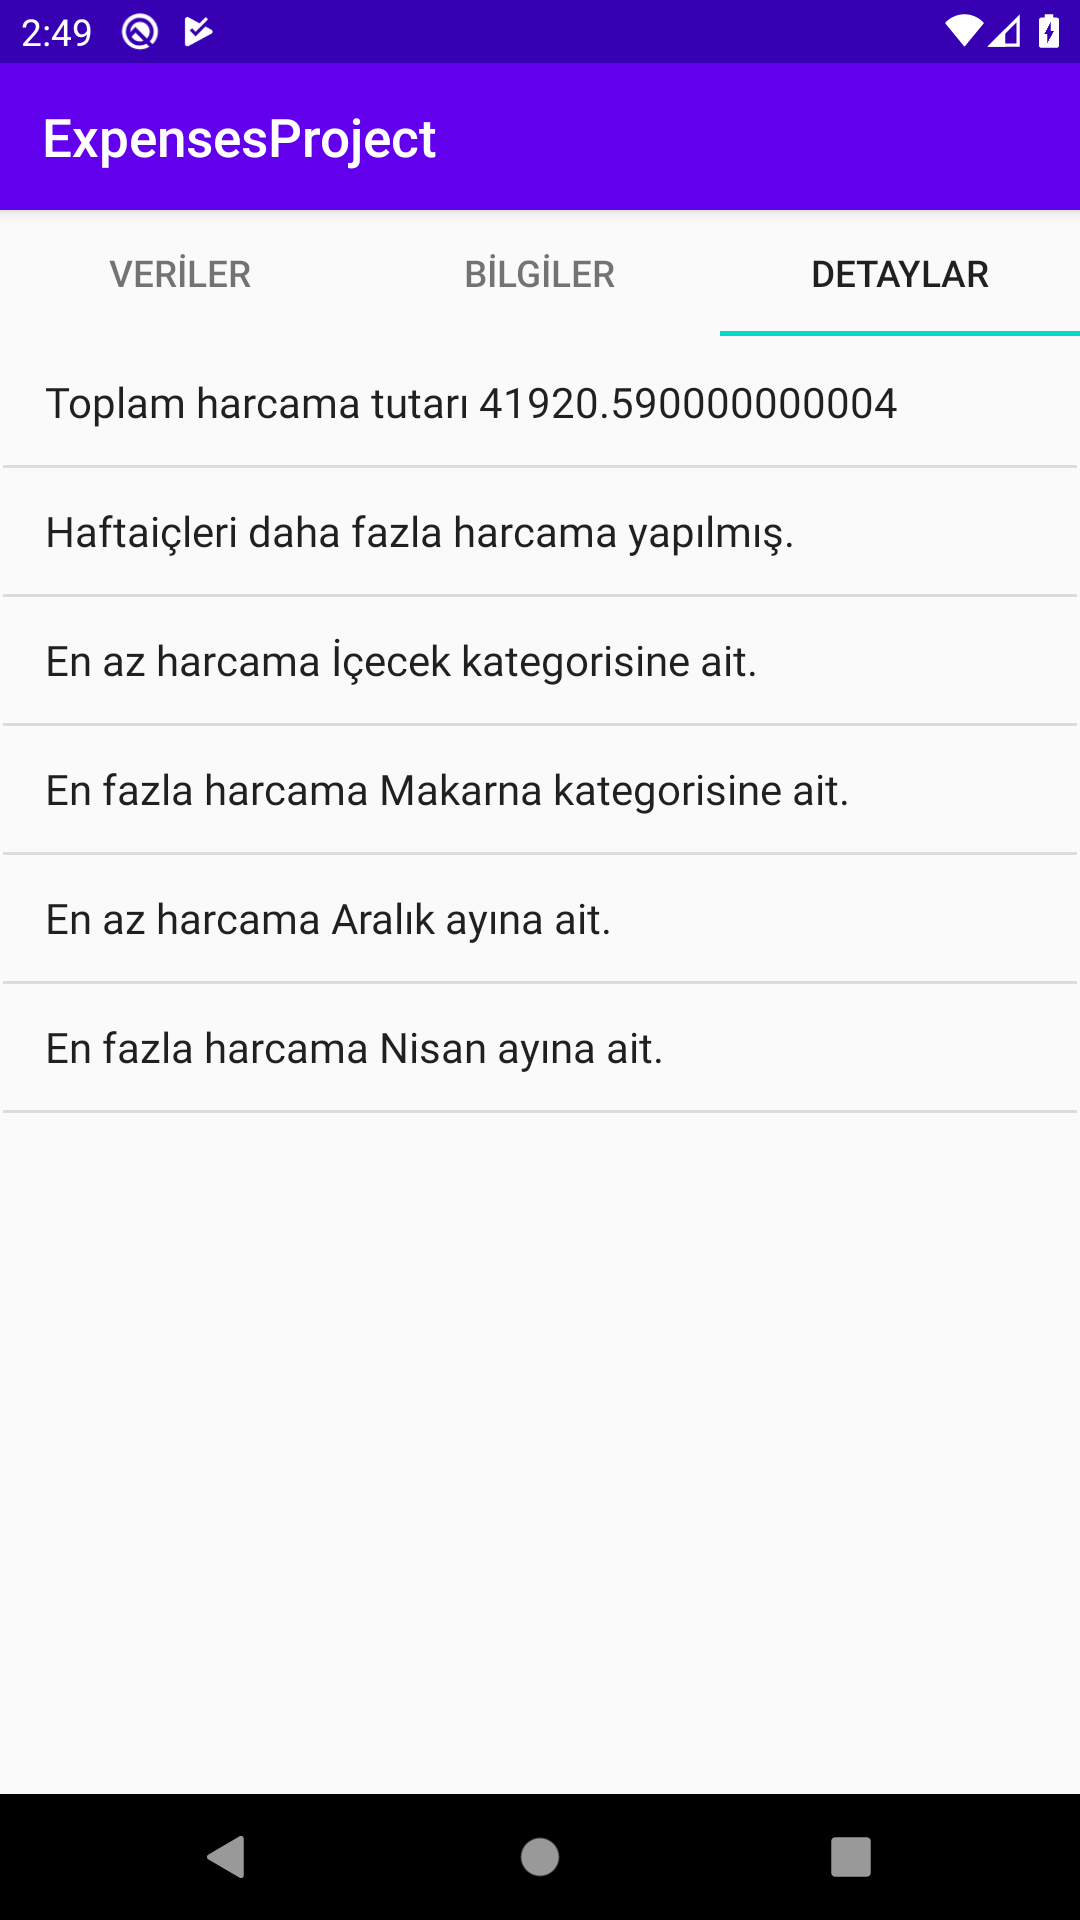 2:49
ExpensesProject
VERİLER BİLGİLER DETAYLAR
Toplam harcama tutarı 41920.590000000004
Haftaiçleri daha fazla harcama yapılmış.
En az harcama İçecek kategorisine ait.
En fazla harcama Makarna kategorisine ait.
En az harcama Aralık ayına ait.
En fazla harcama Nisan ayına ait.